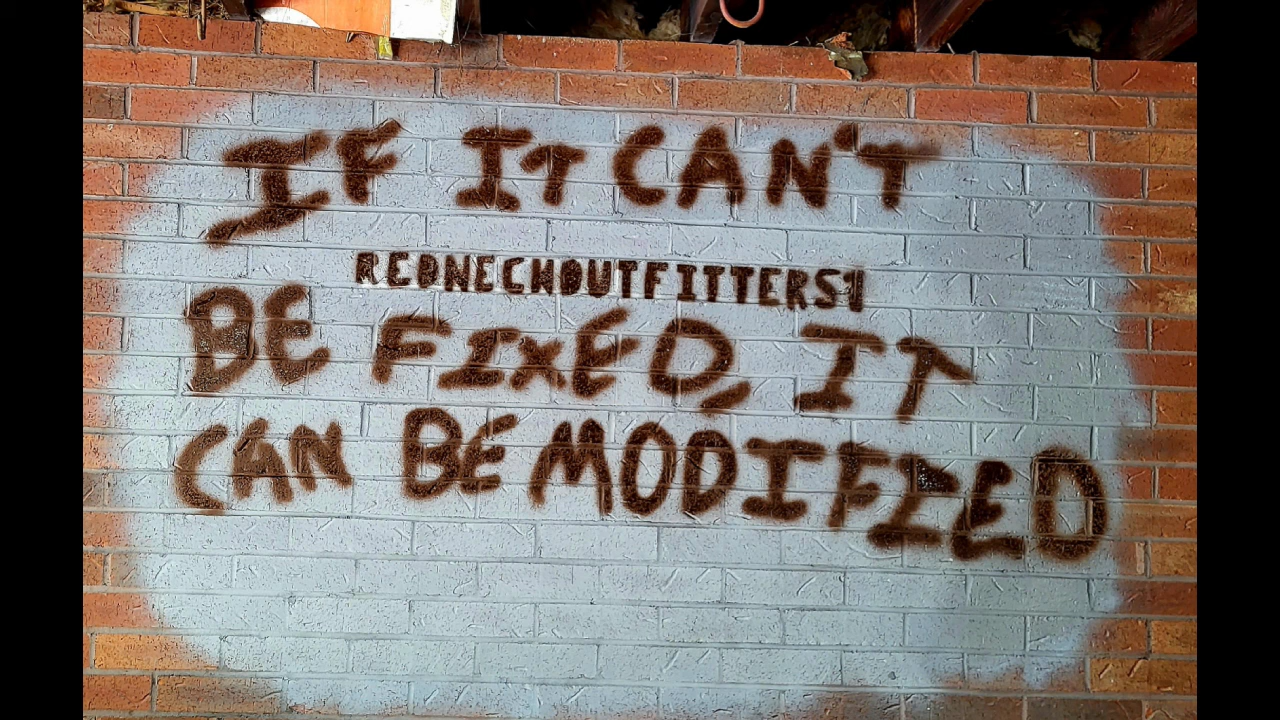 IF IT CAN'T
REDNECKOUTFITTERS1
BE FIXED, IT
CAN BE MODIFIED